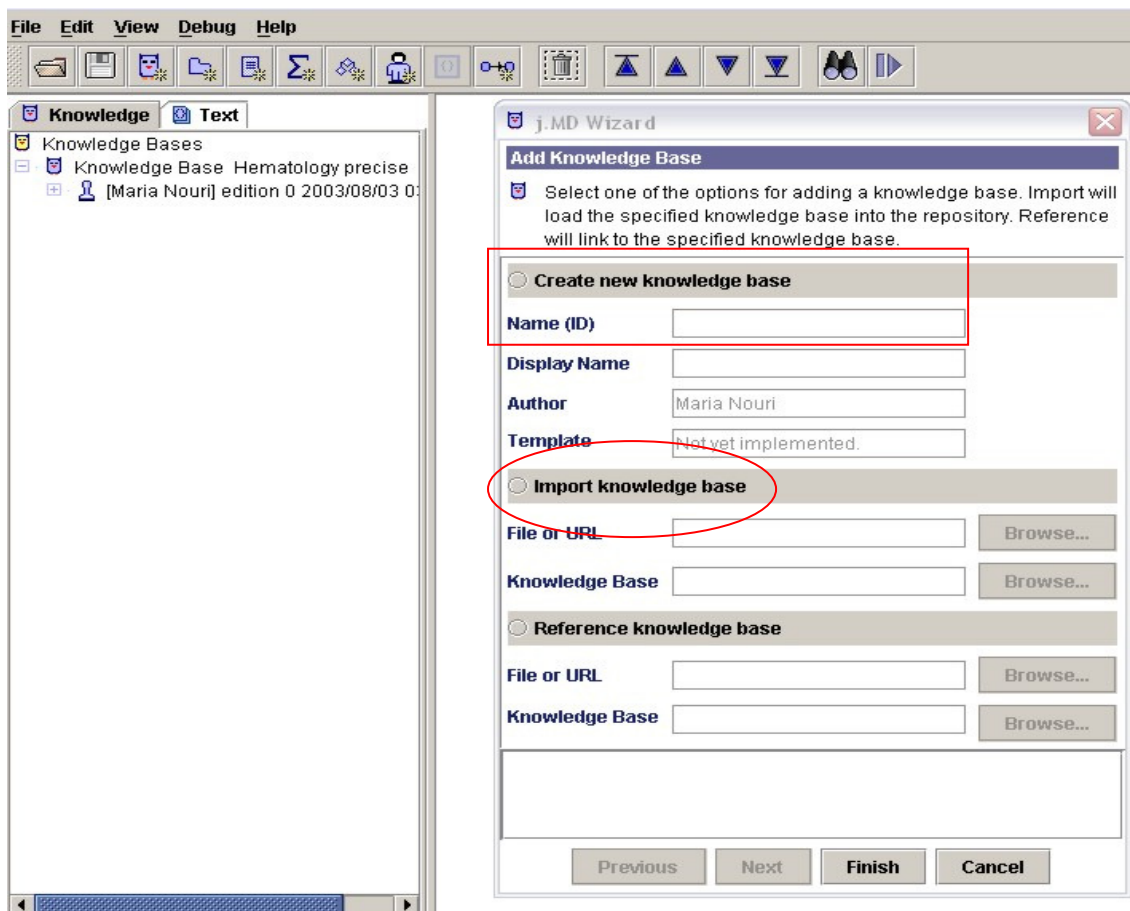 File Edit View Debug Help
Knowledge Text
Knowledge Bases
Knowledge Base Hematology precise
[Maria Nouri] edition 0 2003/08/03
j.MD Wizard
Add Knowledge Base
Select one of the options for adding a knowledge base. Import will
load the specified knowledge base into the repository. Reference
will link to the specified knowledge base.
Create new knowledge base
Name (ID)
Display Name
Author Maria Nouri
Template Not yet implemented.
Import knowledge base
File or URL Browse...
Knowledge Base Browse...
Reference knowledge base
File or URL Browse...
Knowledge Base Browse...
Previous Next Finish Cancel